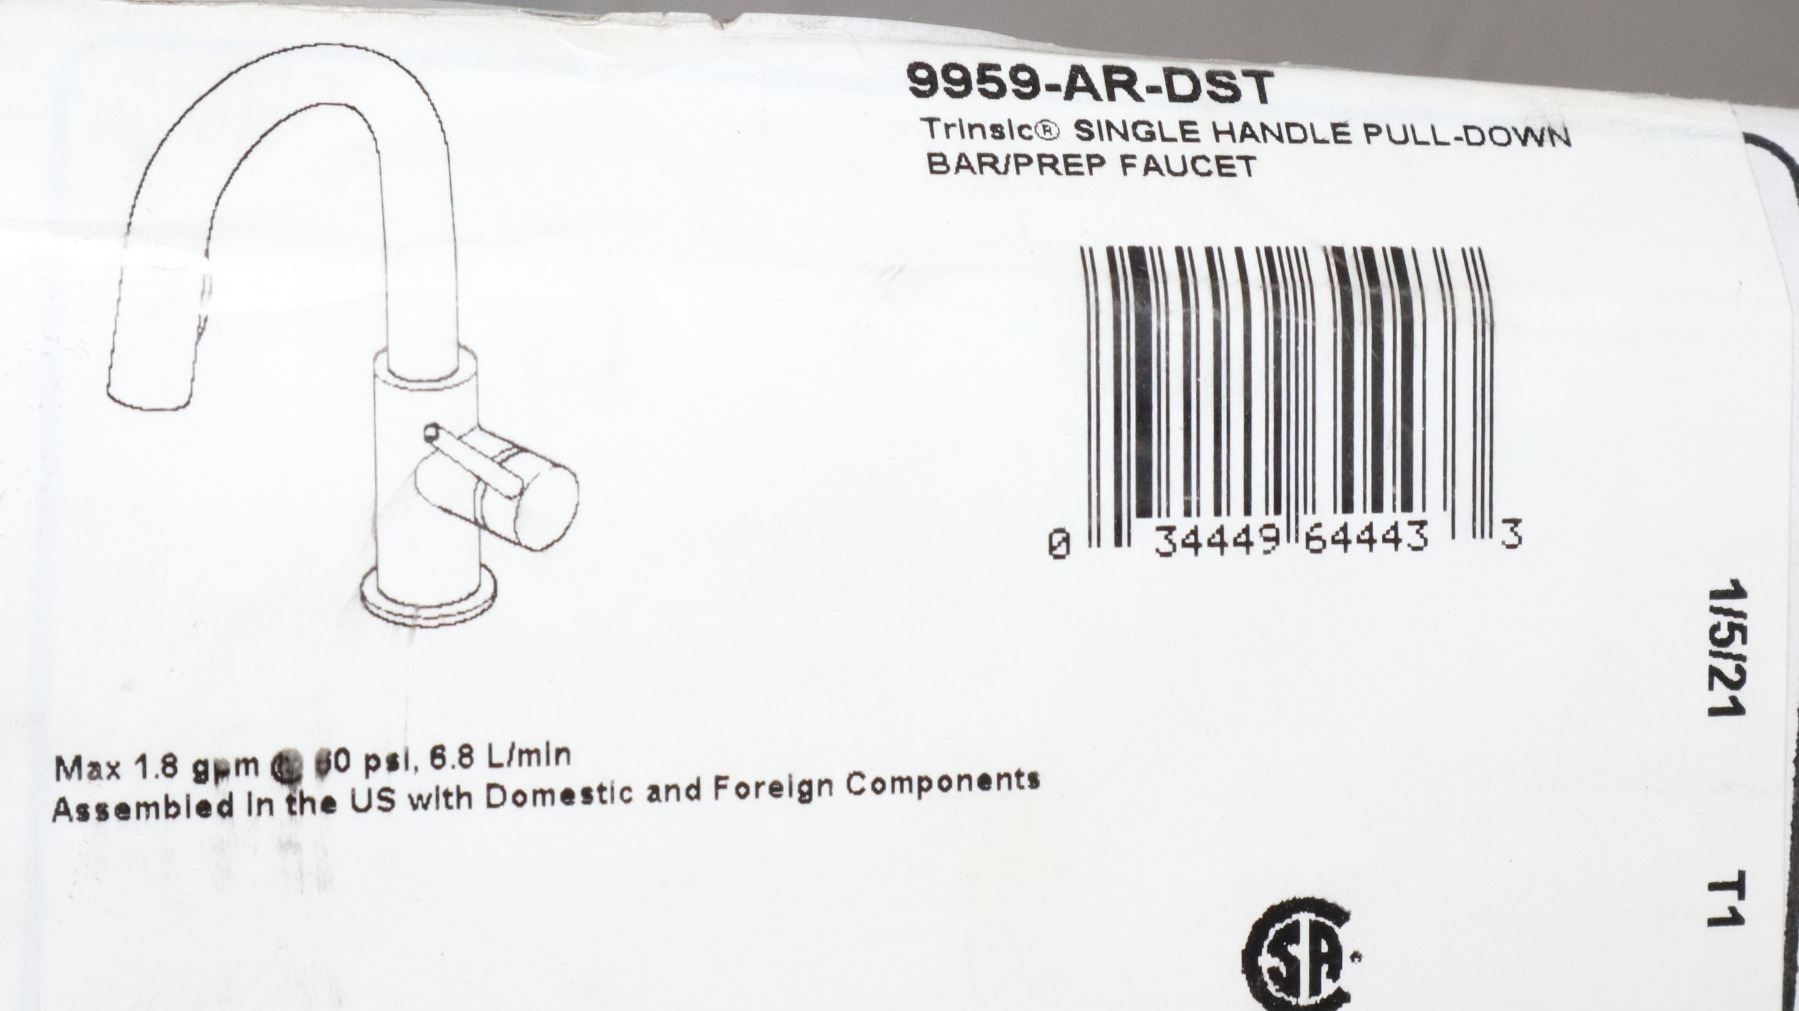 9959-AR-DST
Trinsic® SINGLE HANDLE PULL-DOWN
BAR/PREP FAUCET
0 34449 64443 3
1/5/21
T1
Max 1.8 gpm @ 60 psi, 6.8 L/min
Assembled in the US with Domestic and Foreign Components
CSA